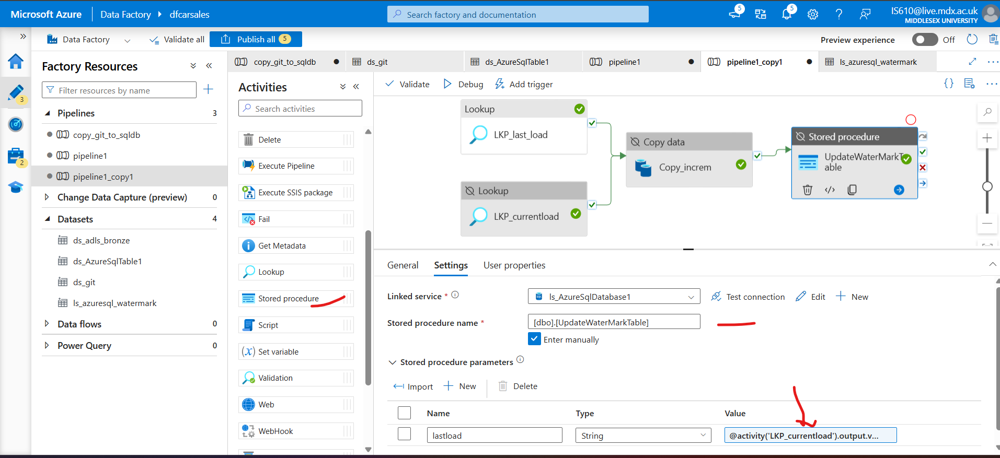 Microsoft Azure
Data Factory
dfcarsales
Search factory and documentation
5
5
IS610@live.mdx.ac.uk
MIDDLESEX UNIVERSITY
Data Factory
Validate all
Publish all 5
Preview experience
Off
3
2
Factory Resources
Filter resources by name
Pipelines 3
copy_git_to_sqldb
pipeline1
pipeline1_copy1
Change Data Capture (preview) 0
Datasets 4
ds_adls_bronze
ds_AzureSqlTable1
ds_git
ls_azuresql_watermark
Data flows 0
Power Query 0
copy_git_to_sqldb
ds_git
ds_AzureSqlTable1
pipeline1
pipeline1_copy1
ls_azuresql_watermark
Activities
Search activities
Delete
Execute Pipeline
Execute SSIS package
Fail
Get Metadata
Lookup
Stored procedure
Script
(x) Set variable
Validation
Web
WebHook
Validate
Debug
Add trigger
{}
Lookup
LKP_last_load
Lookup
LKP_currentload
Copy data
Copy_increm
Stored procedure
UpdateWaterMarkT
able
General
Settings
User properties
Linked service *
SQL
ls_AzureSqlDatabase1
Test connection
Edit
New
Stored procedure name *
[dbo].[UpdateWaterMarkTable]
Enter manually
Stored procedure parameters
Import
New
Delete
Name
Type
Value
lastload
String
@activity('LKP_currentload').output.v...